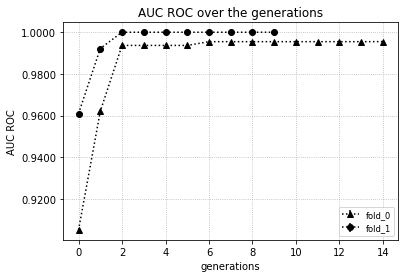 AUC ROC over the generations
1.0000
0.9800
0.9600
0.9400
0.9200
AUC ROC
0 2 4 6 8 10 12 14
generations
fold_0
fold_1